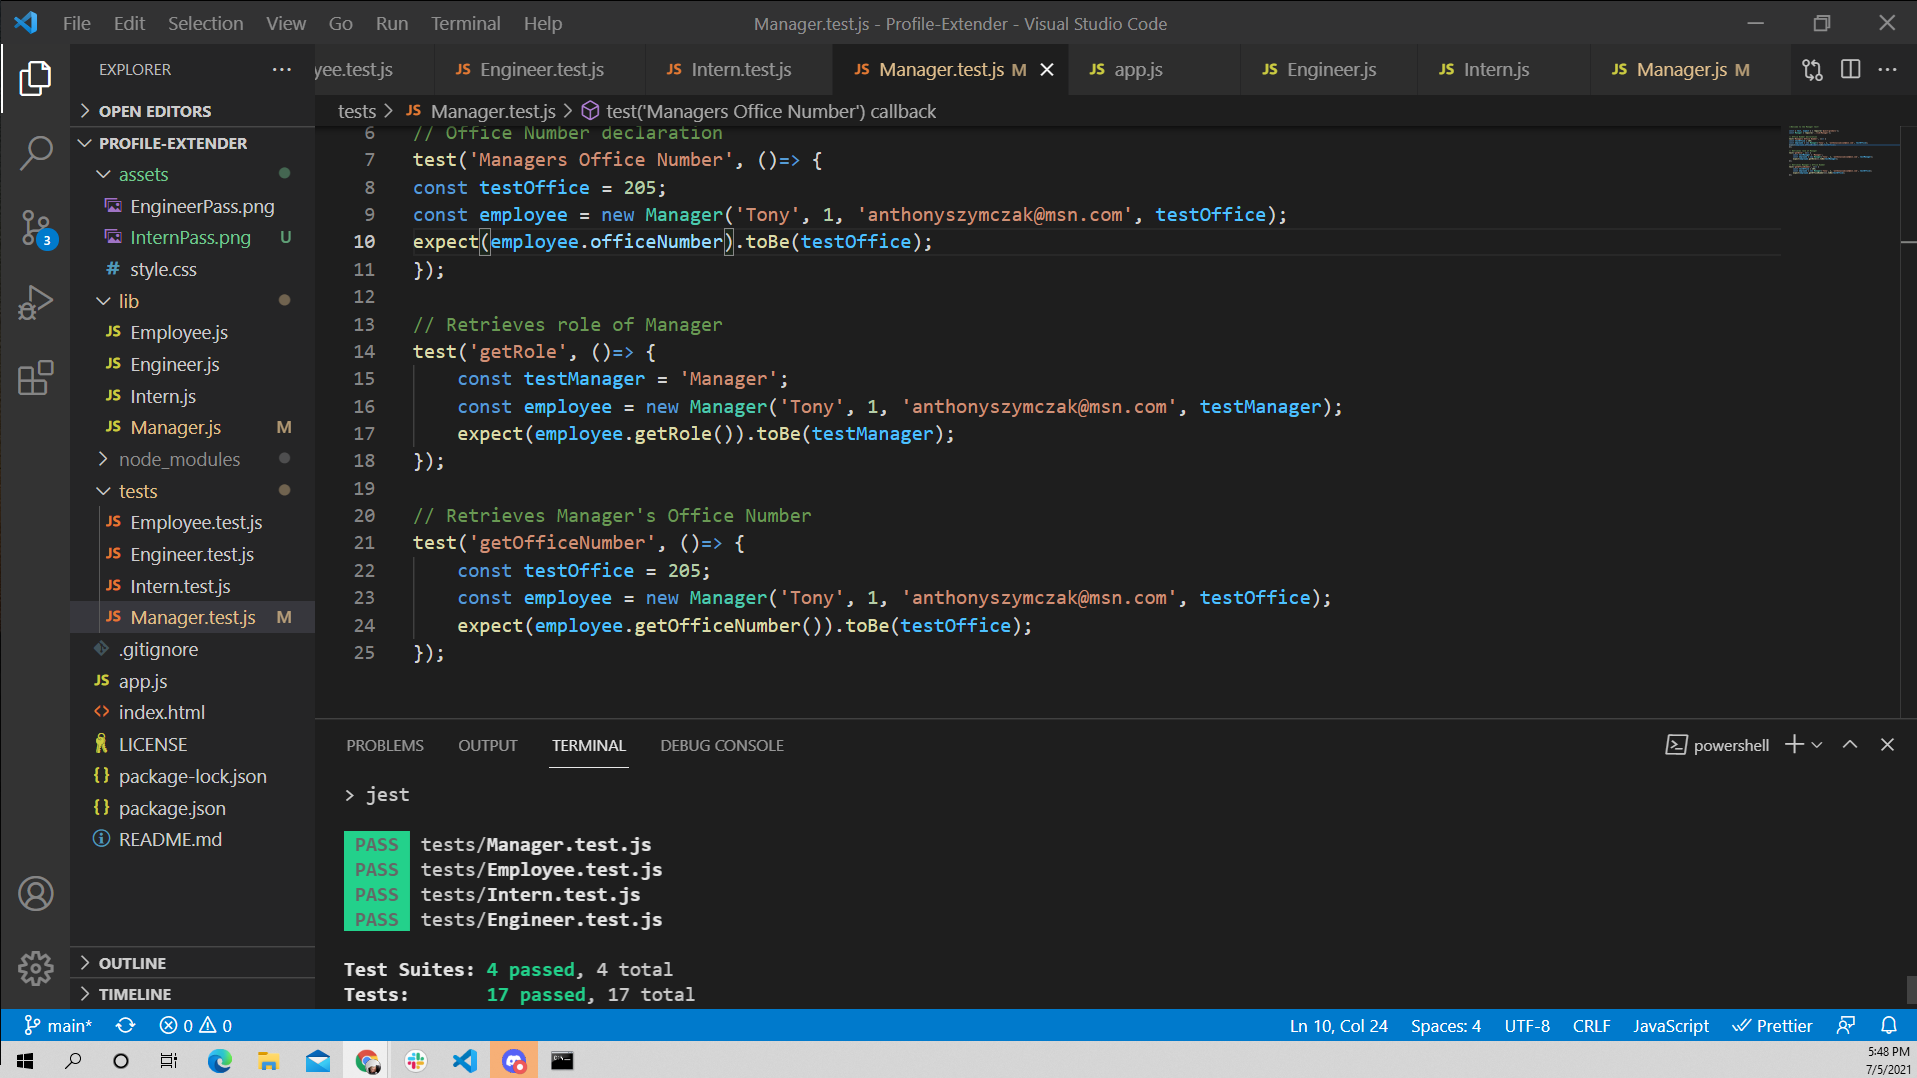 File Edit Selection View Go Run Terminal Help
Manager.test.js - Profile-Extender - Visual Studio Code
EXPLORER
yee.test.js JS Engineer.test.js JS Intern.test.js JS Manager.test.js M JS app.js JS Engineer.js JS Intern.js JS Manager.js M
tests > JS Manager.test.js > test('Managers Office Number') callback
OPEN EDITORS
PROFILE-EXTENDER
assets
EngineerPass.png
InternPass.png U
# style.css
lib
JS Employee.js
JS Engineer.js
JS Intern.js
JS Manager.js M
node_modules
tests
JS Employee.test.js
JS Engineer.test.js
JS Intern.test.js
JS Manager.test.js M
.gitignore
JS app.js
<> index.html
LICENSE
{} package-lock.json
{} package.json
README.md
OUTLINE
TIMELINE
3
6 // Office Number declaration
7 test('Managers Office Number', ()=> {
8 const testOffice = 205;
9 const employee = new Manager('Tony', 1, 'anthonyszymczak@msn.com', testOffice);
10 expect(employee.officeNumber).toBe(testOffice);
11 });
12
13 // Retrieves role of Manager
14 test('getRole', ()=> {
15     const testManager = 'Manager';
16     const employee = new Manager('Tony', 1, 'anthonyszymczak@msn.com', testManager);
17     expect(employee.getRole()).toBe(testManager);
18 });
19
20 // Retrieves Manager's Office Number
21 test('getOfficeNumber', ()=> {
22     const testOffice = 205;
23     const employee = new Manager('Tony', 1, 'anthonyszymczak@msn.com', testOffice);
24     expect(employee.getOfficeNumber()).toBe(testOffice);
25 });
PROBLEMS OUTPUT TERMINAL DEBUG CONSOLE
powershell
> jest
PASS tests/Manager.test.js
PASS tests/Employee.test.js
PASS tests/Intern.test.js
PASS tests/Engineer.test.js
Test Suites: 4 passed, 4 total
Tests: 17 passed, 17 total
main* 0 0
Ln 10, Col 24 Spaces: 4 UTF-8 CRLF JavaScript Prettier
5:48 PM
7/5/2021